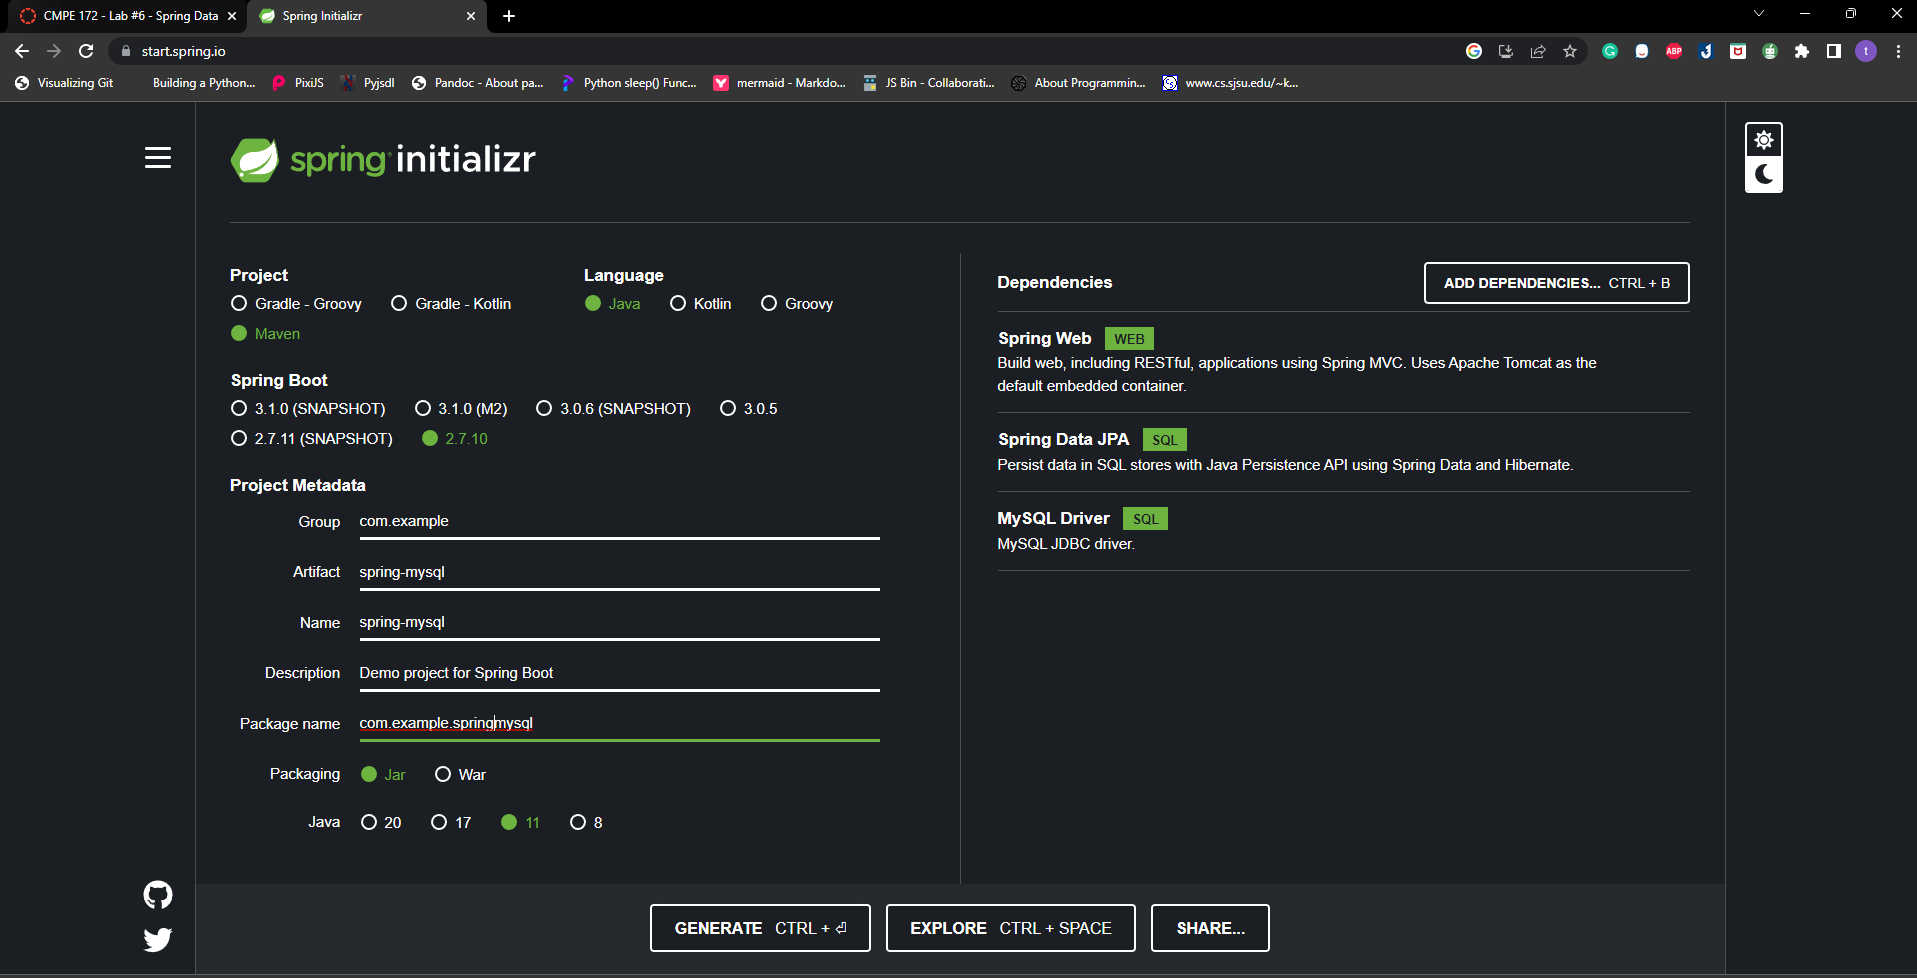 CMPE 172 - Lab #6 - Spring Data
Spring Initializr
start.spring.io
ABP
t
Visualizing Git
Building a Python...
PixiJS
Pyjsdl
Pandoc - About pa...
Python sleep() Func...
mermaid - Markdo...
JS Bin - Collaborati...
About Programmin...
www.cs.sjsu.edu/~k...
spring initializr
Project
Gradle - Groovy
Gradle - Kotlin
Maven
Language
Java
Kotlin
Groovy
Spring Boot
3.1.0 (SNAPSHOT)
3.1.0 (M2)
3.0.6 (SNAPSHOT)
3.0.5
2.7.11 (SNAPSHOT)
2.7.10
Project Metadata
Group com.example
Artifact spring-mysql
Name spring-mysql
Description Demo project for Spring Boot
Package name com.example.springmysql
Packaging Jar War
Java 20 17 11 8
Dependencies
ADD DEPENDENCIES... CTRL + B
Spring Web WEB
Build web, including RESTful, applications using Spring MVC. Uses Apache Tomcat as the
default embedded container.
Spring Data JPA SQL
Persist data in SQL stores with Java Persistence API using Spring Data and Hibernate.
MySQL Driver SQL
MySQL JDBC driver.
GENERATE CTRL + ⏎
EXPLORE CTRL + SPACE
SHARE...